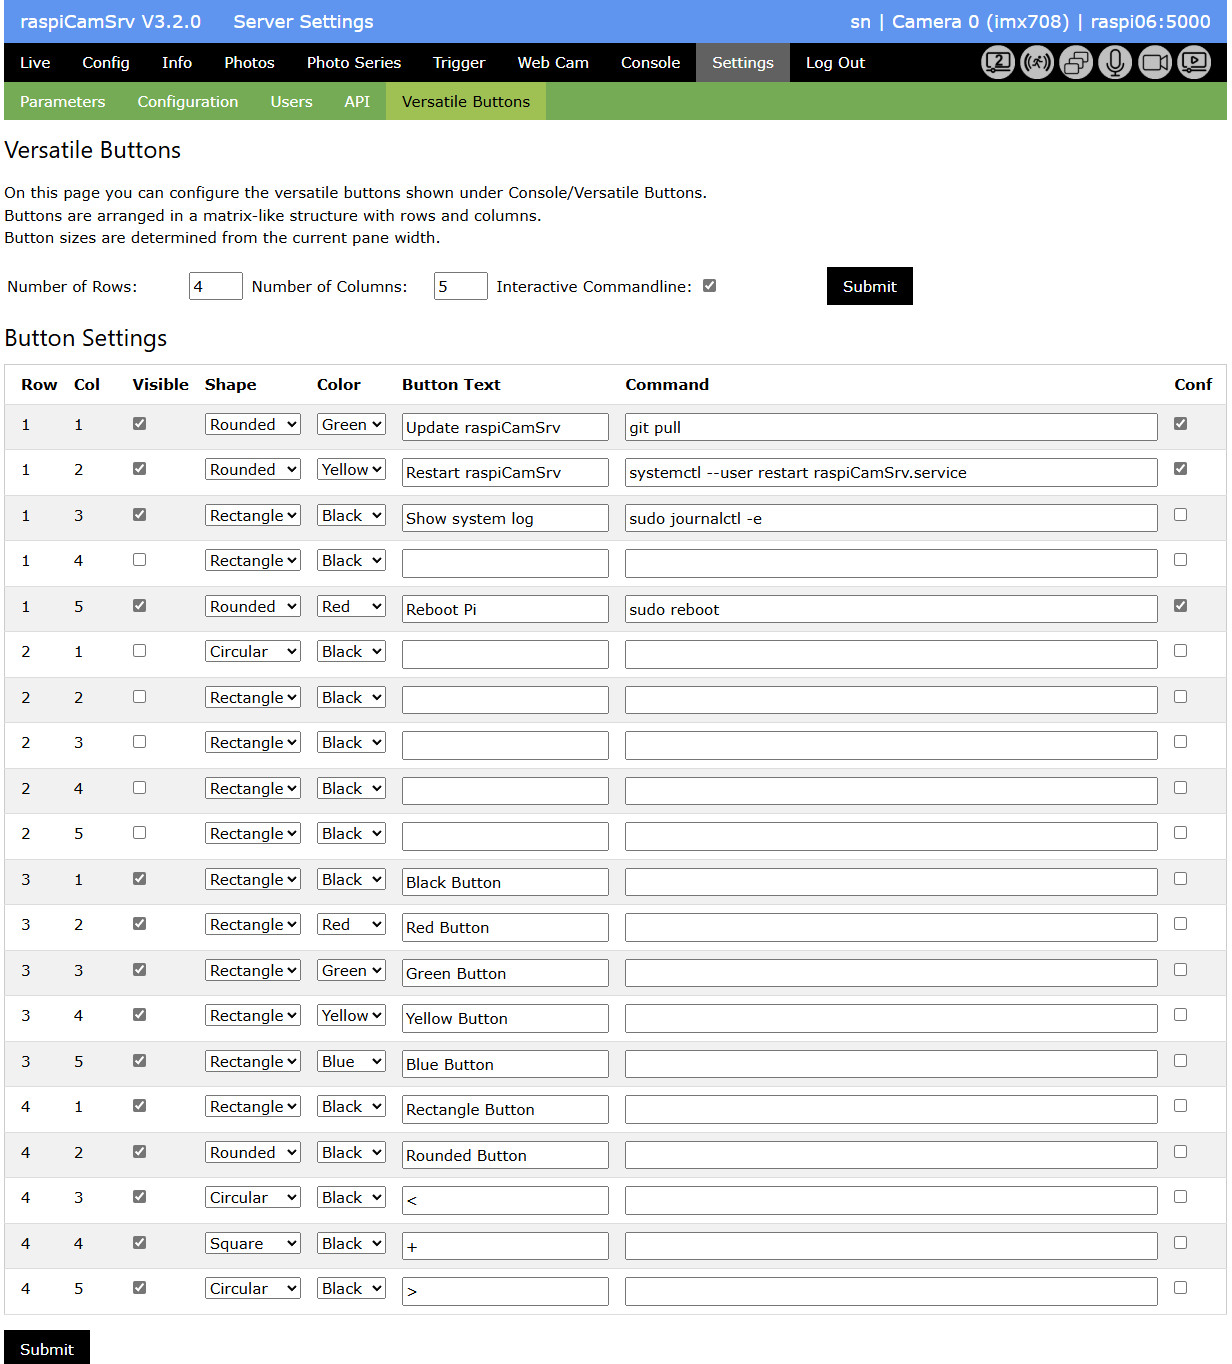 raspiCamSrv V3.2.0 Server Settings sn | Camera 0 (imx708) | raspi06:5000
Live Config Info Photos Photo Series Trigger Web Cam Console Settings Log Out 2
Parameters Configuration Users API Versatile Buttons
Versatile Buttons
On this page you can configure the versatile buttons shown under Console/Versatile Buttons.
Buttons are arranged in a matrix-like structure with rows and columns.
Button sizes are determined from the current pane width.
Number of Rows: 4 Number of Columns: 5 Interactive Commandline: Submit
Button Settings
Row Col Visible Shape Color Button Text Command Conf
1 1 Rounded Green Update raspiCamSrv git pull
1 2 Rounded Yellow Restart raspiCamSrv systemctl --user restart raspiCamSrv.service
1 3 Rectangle Black Show system log sudo journalctl -e
1 4 Rectangle Black
1 5 Rounded Red Reboot Pi sudo reboot
2 1 Circular Black
2 2 Rectangle Black
2 3 Rectangle Black
2 4 Rectangle Black
2 5 Rectangle Black
3 1 Rectangle Black Black Button
3 2 Rectangle Red Red Button
3 3 Rectangle Green Green Button
3 4 Rectangle Yellow Yellow Button
3 5 Rectangle Blue Blue Button
4 1 Rectangle Black Rectangle Button
4 2 Rounded Black Rounded Button
4 3 Circular Black <
4 4 Square Black +
4 5 Circular Black >
Submit